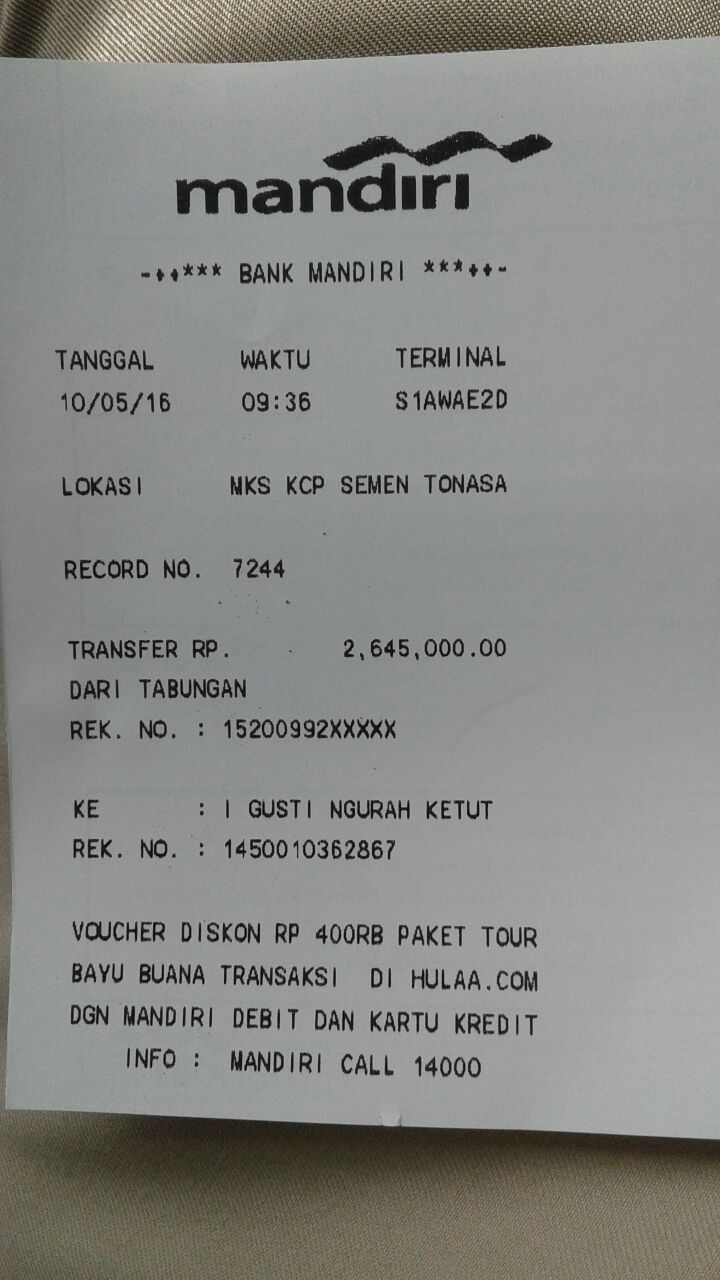 mandiri
-++*** BANK MANDIRI ***++-
TANGGAL WAKTU TERMINAL
10/05/16 09:36 S1AWAE2D
LOKASI MKS KCP SEMEN TONASA
RECORD NO. 7244
TRANSFER RP. 2,645,000.00
DARI TABUNGAN
REK. NO. : 15200992XXXXX
KE : I GUSTI NGURAH KETUT
REK. NO. : 1450010362867
VOUCHER DISKON RP 400RB PAKET TOUR
BAYU BUANA TRANSAKSI DI HULAA.COM
DGN MANDIRI DEBIT DAN KARTU KREDIT
INFO : MANDIRI CALL 14000